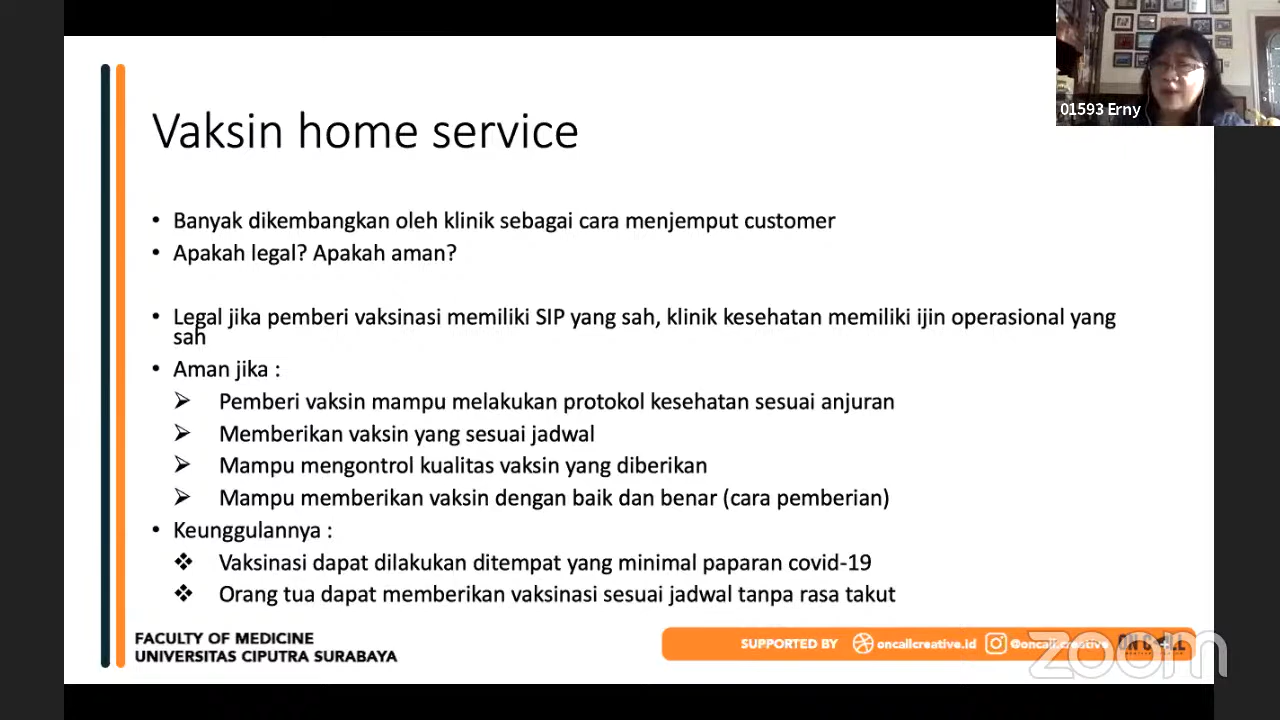 01593 Erny
Vaksin home service
• Banyak dikembangkan oleh klinik sebagai cara menjemput customer
• Apakah legal? Apakah aman?
• Legal jika pemberi vaksinasi memiliki SIP yang sah, klinik kesehatan memiliki ijin operasional yang
sah
• Aman jika :
➢ Pemberi vaksin mampu melakukan protokol kesehatan sesuai anjuran
➢ Memberikan vaksin yang sesuai jadwal
➢ Mampu mengontrol kualitas vaksin yang diberikan
➢ Mampu memberikan vaksin dengan baik dan benar (cara pemberian)
• Keunggulannya :
❖ Vaksinasi dapat dilakukan ditempat yang minimal paparan covid-19
❖ Orang tua dapat memberikan vaksinasi sesuai jadwal tanpa rasa takut
FACULTY OF MEDICINE
UNIVERSITAS CIPUTRA SURABAYA
SUPPORTED BY oncallcreative.id @oncall.creative
zoom